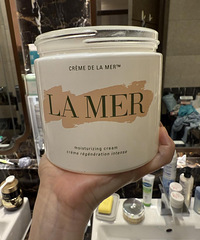 CRÈME DE LA MER™
LA MER
moisturizing cream
crème régénération intense